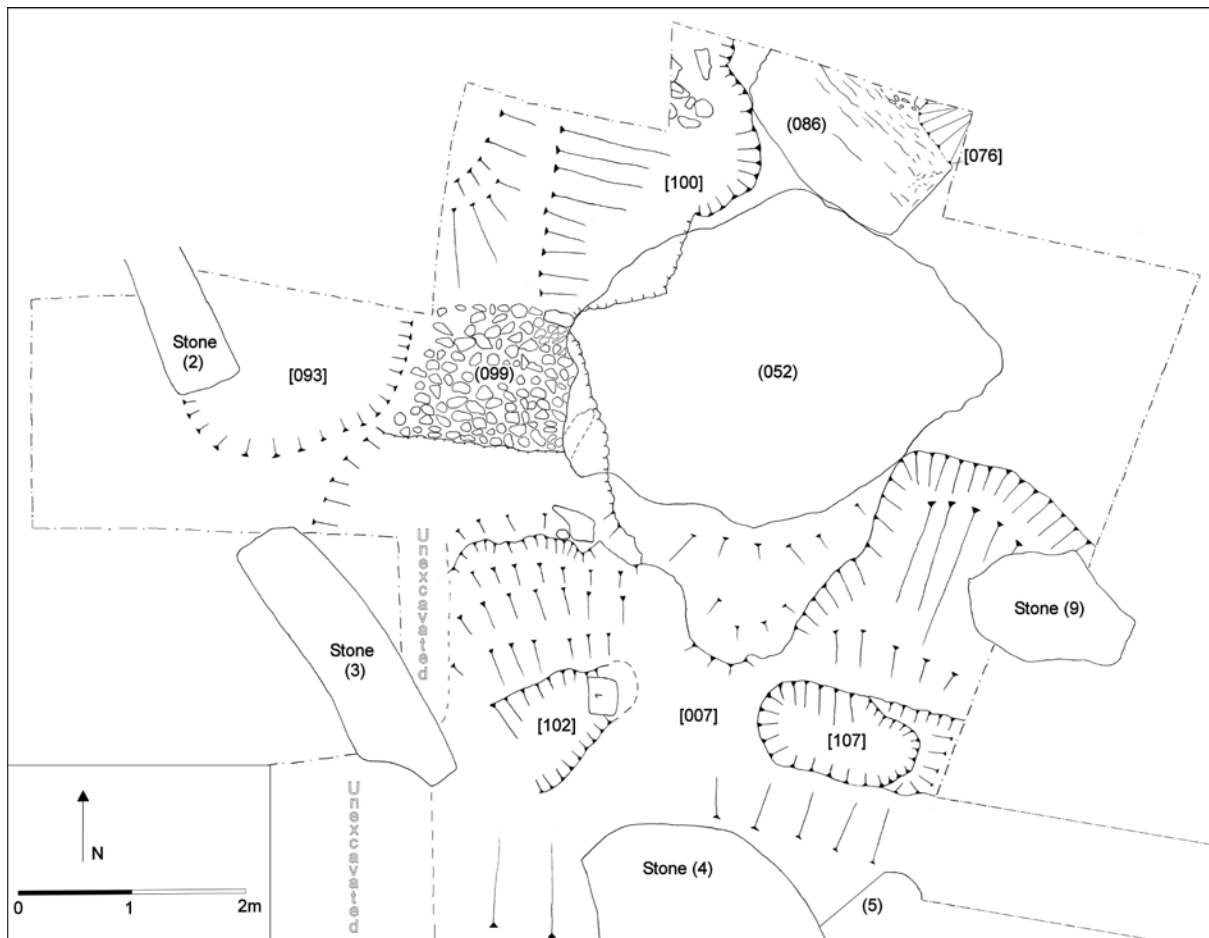 (086)
[076]
[100]
Stone
(2)
[093]
(099)
(052)
Unexcavated
Stone (9)
Stone
(3)
[102]
[007]
[107]
Unexcavated
N
Stone (4)
(5)
0 1 2m